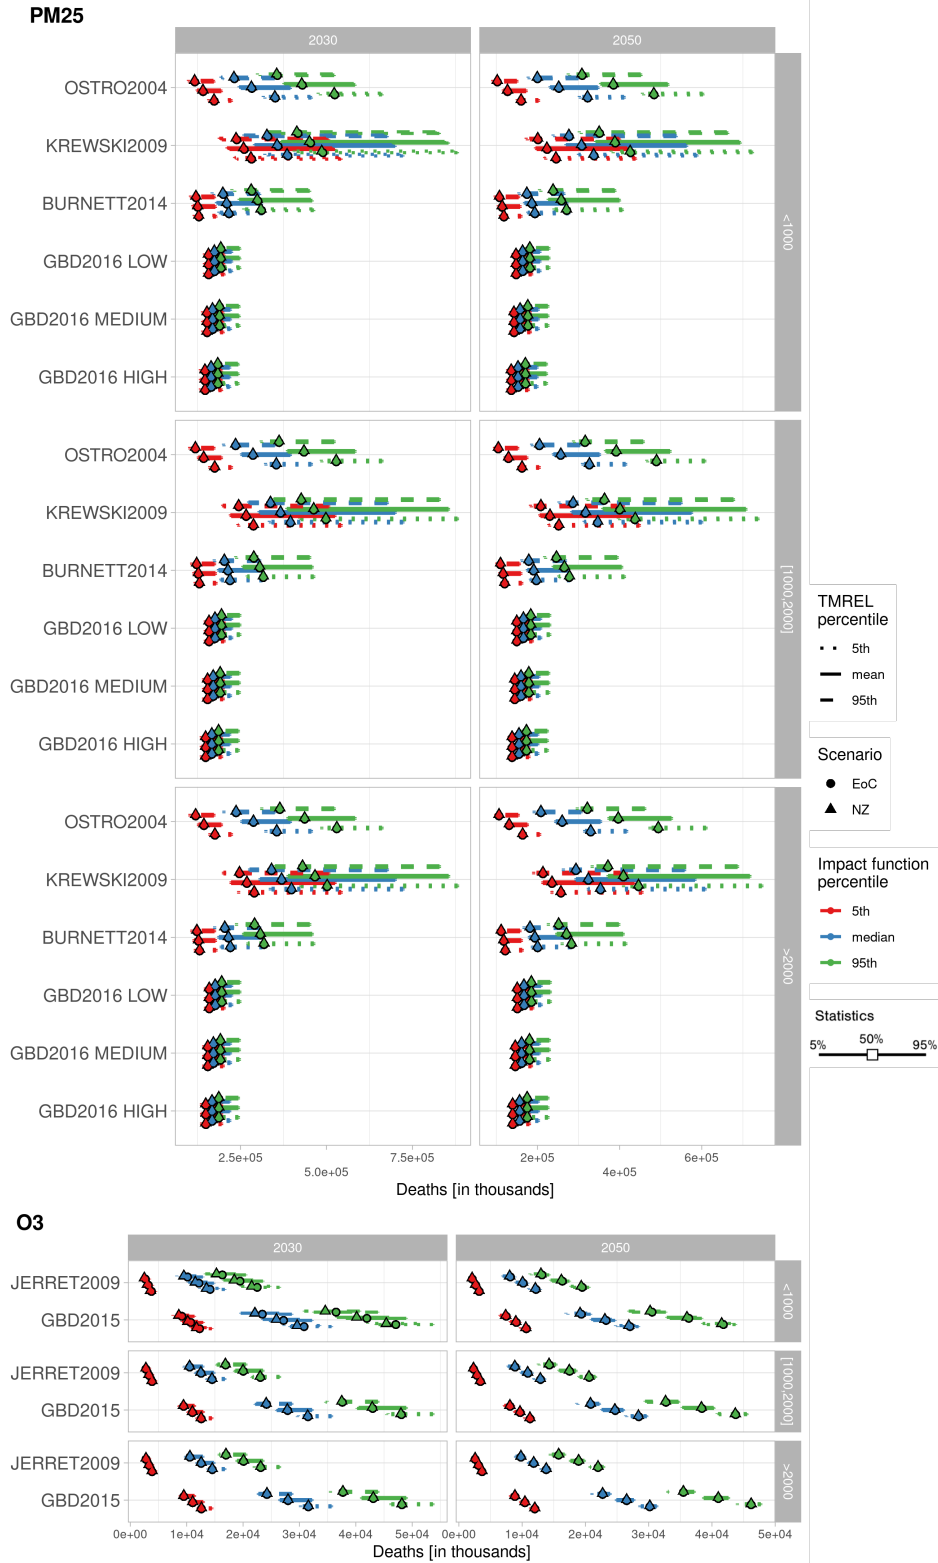 PM25
2030
2050
OSTRO2004
KREWSKI2009
BURNETT2014
GBD2016 LOW
GBD2016 MEDIUM
GBD2016 HIGH
<1000
OSTRO2004
KREWSKI2009
BURNETT2014
GBD2016 LOW
GBD2016 MEDIUM
GBD2016 HIGH
[1000,2000]
OSTRO2004
KREWSKI2009
BURNETT2014
GBD2016 LOW
GBD2016 MEDIUM
GBD2016 HIGH
>2000
2.5e+05
5.0e+05
7.5e+05
2e+05
4e+05
6e+05
Deaths [in thousands]
TMREL
percentile
5th
mean
95th
Scenario
EoC
NZ
Impact function
percentile
5th
median
95th
Statistics
5%
50%
95%
O3
2030
2050
JERRET2009
GBD2015
<1000
JERRET2009
GBD2015
[1000,2000]
JERRET2009
GBD2015
>2000
0e+00
1e+04
2e+04
3e+04
4e+04
5e+04
0e+00
1e+04
2e+04
3e+04
4e+04
5e+04
Deaths [in thousands]